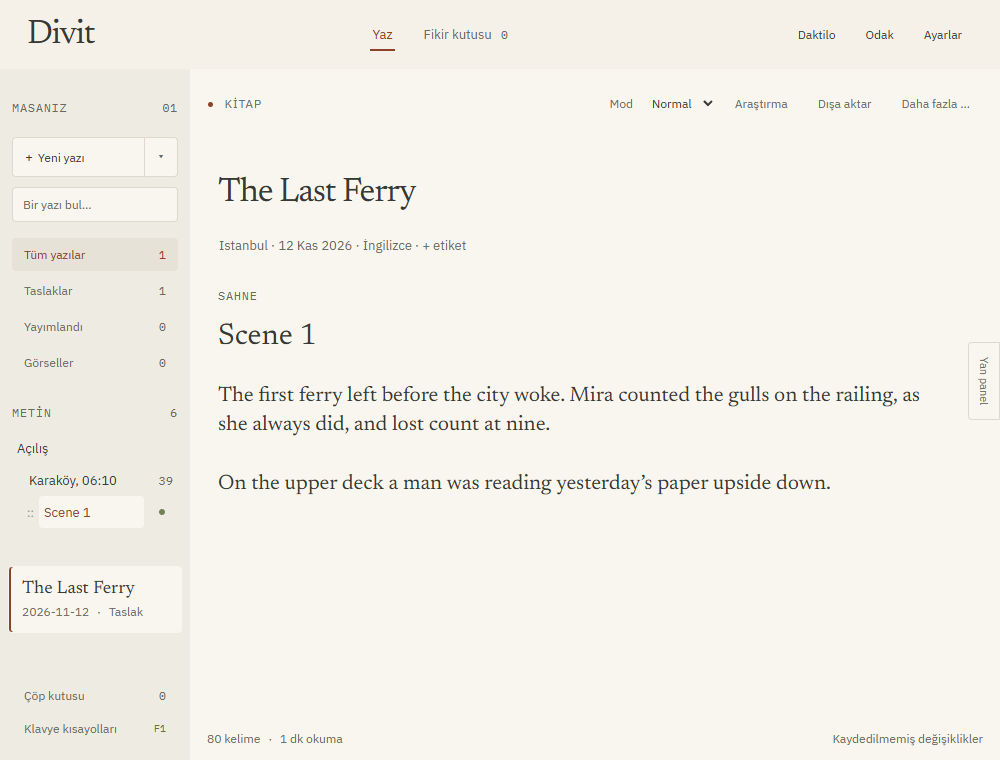 Divit
Yaz
Fikir kutusu 0
Daktilo
Odak
Ayarlar
MASANIZ 01
+ Yeni yazı
Bir yazı bul...
Tüm yazılar 1
Taslaklar 1
Yayımlandı 0
Görseller 0
METİN 6
Açılış
Karaköy, 06:10 39
:: Scene 1
The Last Ferry
2026-11-12 · Taslak
Çöp kutusu 0
Klavye kısayolları F1
KİTAP
Mod Normal
Araştırma
Dışa aktar
Daha fazla ...
The Last Ferry
Istanbul · 12 Kas 2026 · İngilizce · + etiket
SAHNE
Scene 1
The first ferry left before the city woke. Mira counted the gulls on the railing, as
she always did, and lost count at nine.
On the upper deck a man was reading yesterday’s paper upside down.
Yan panel
80 kelime · 1 dk okuma
Kaydedilmemiş değişiklikler